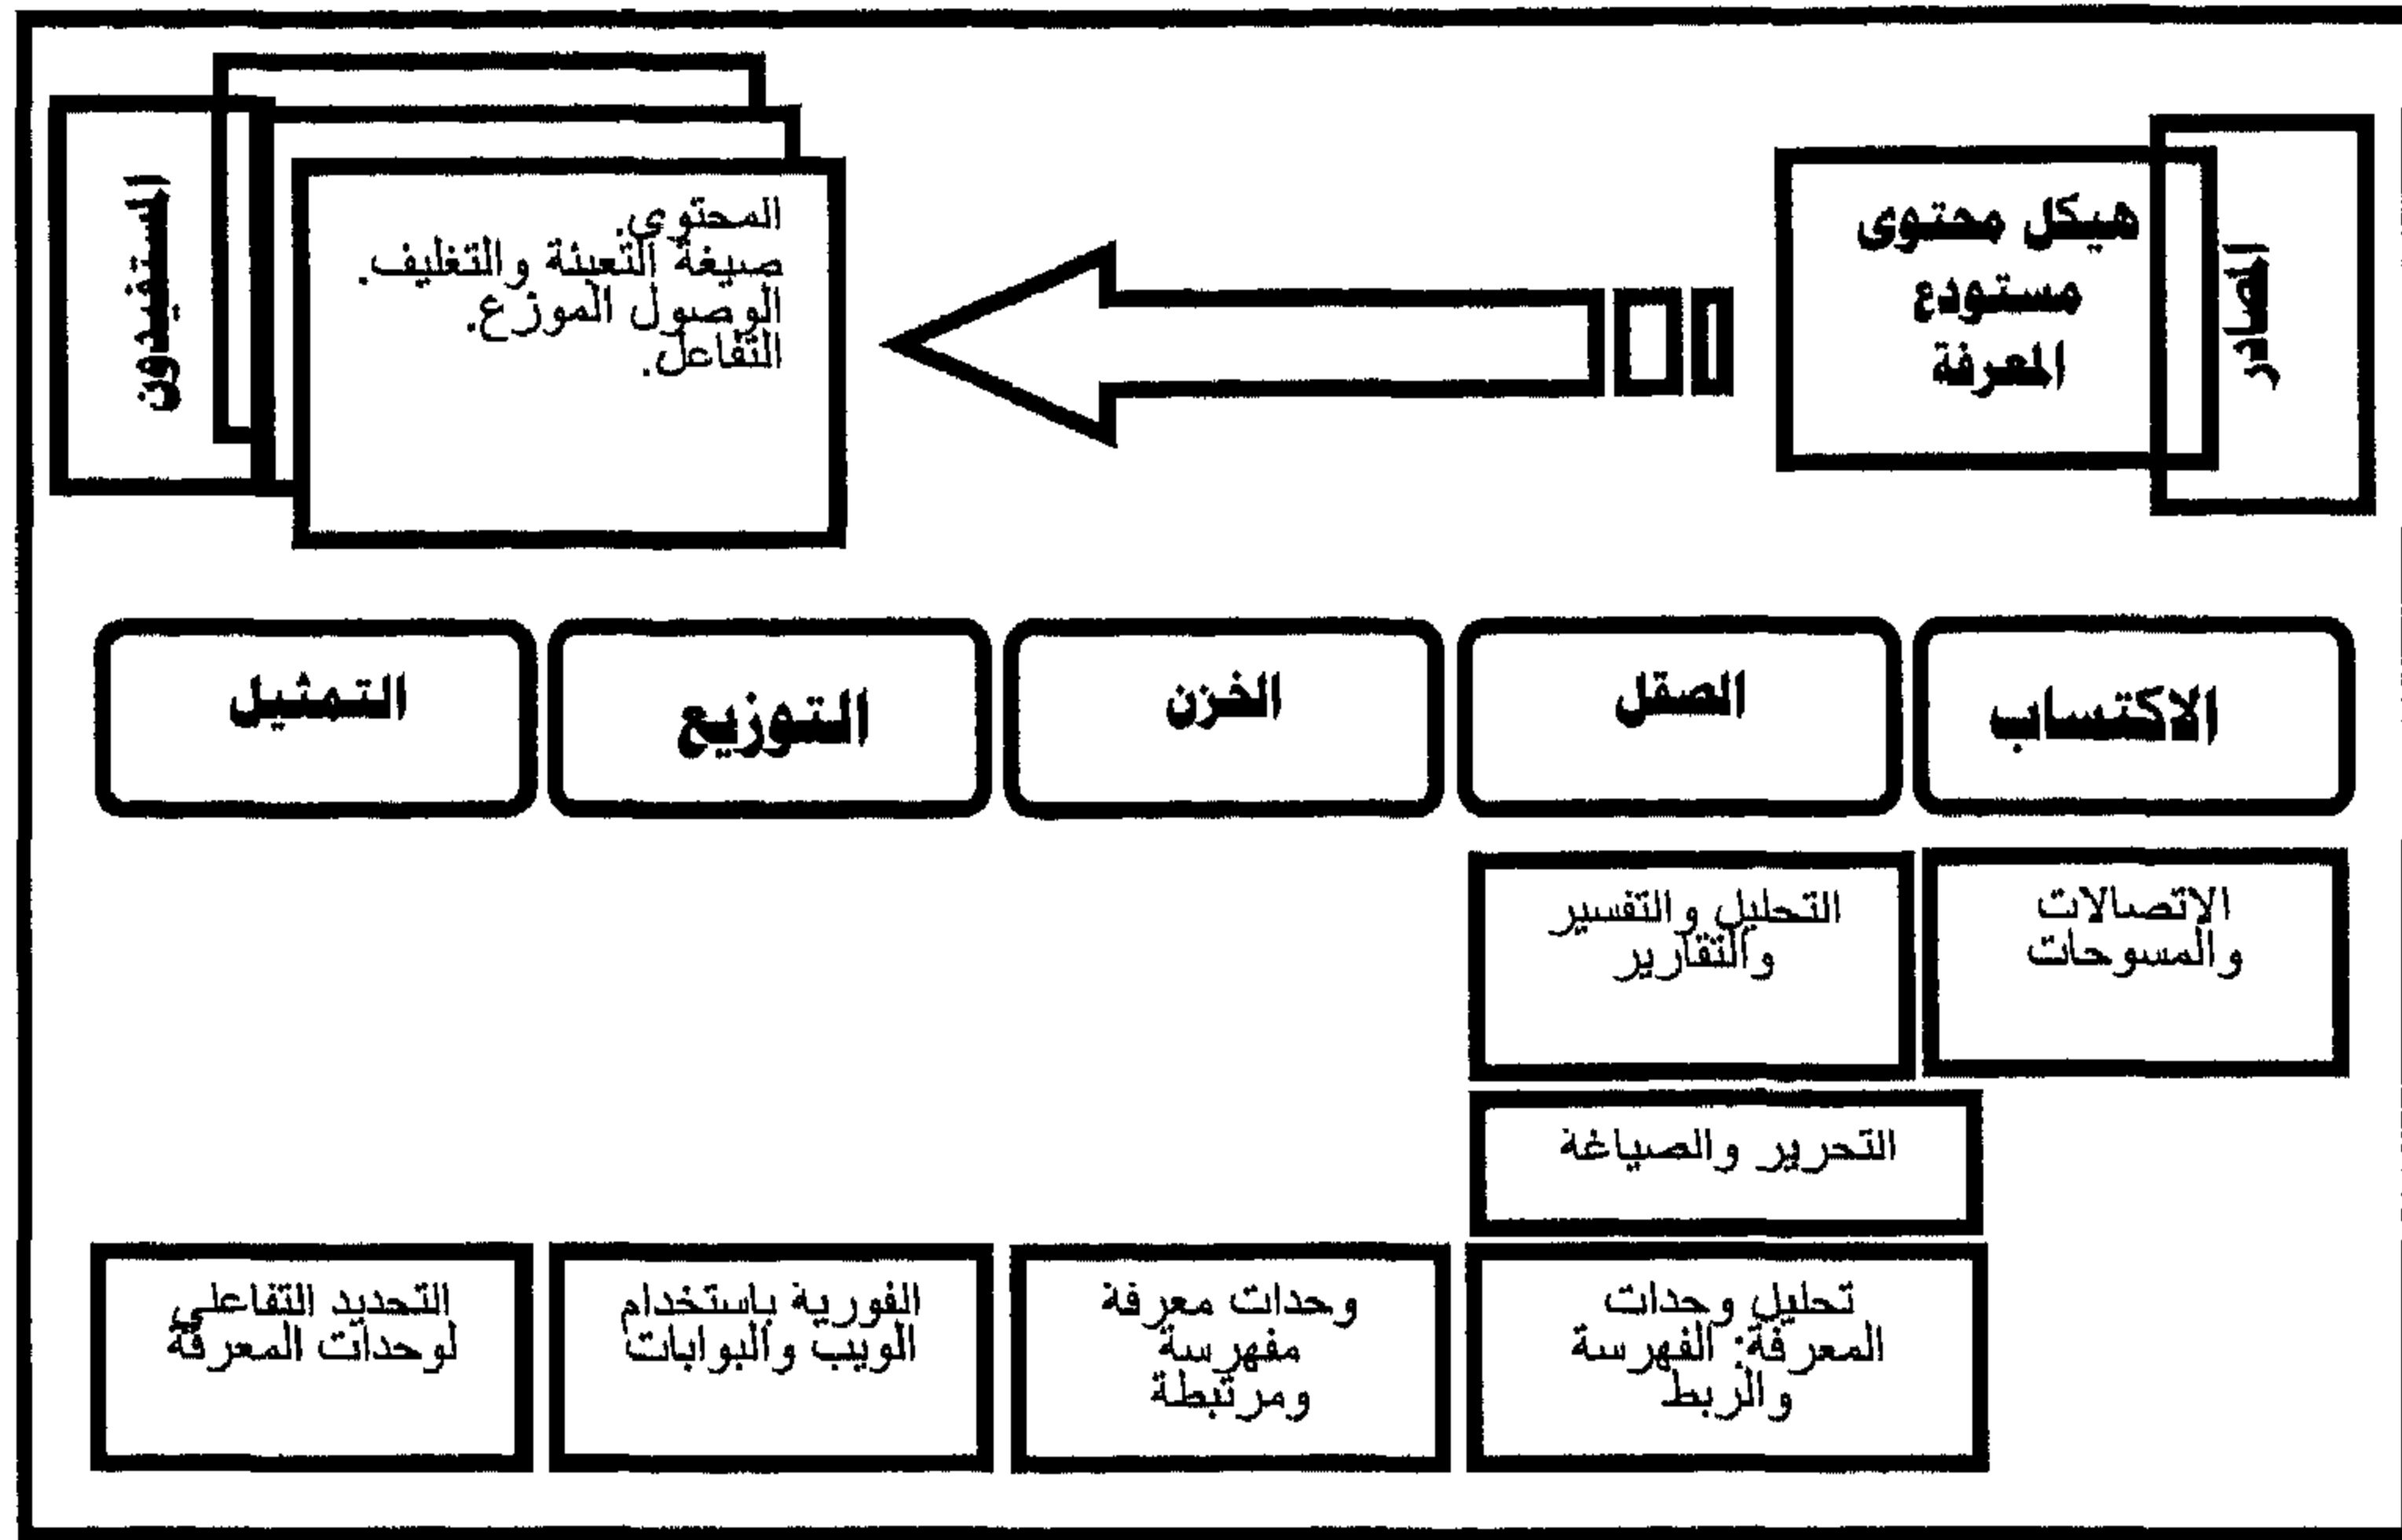 المصادر
هيكل محتوى
مستودع
المعرفة
المحتوي.
صيغة التعبئة والتغليف.
الوصول الموزع.
التفاعل.
المستفيدون
الاكتساب
الصقل
الخزن
التوزيع
التمثيل
الاتصالات
والمسوحات
التحليل والتفسير
والتقارير
التحرير والصياغة
تحليل وحدات
المعرفة: الفهرسة
والربط
وحدات معرفة
مفهرسة
ومرتبطة
الفورية باستخدام
الويب والبوابات
التحديد التفاعلي
لوحدات المعرفة